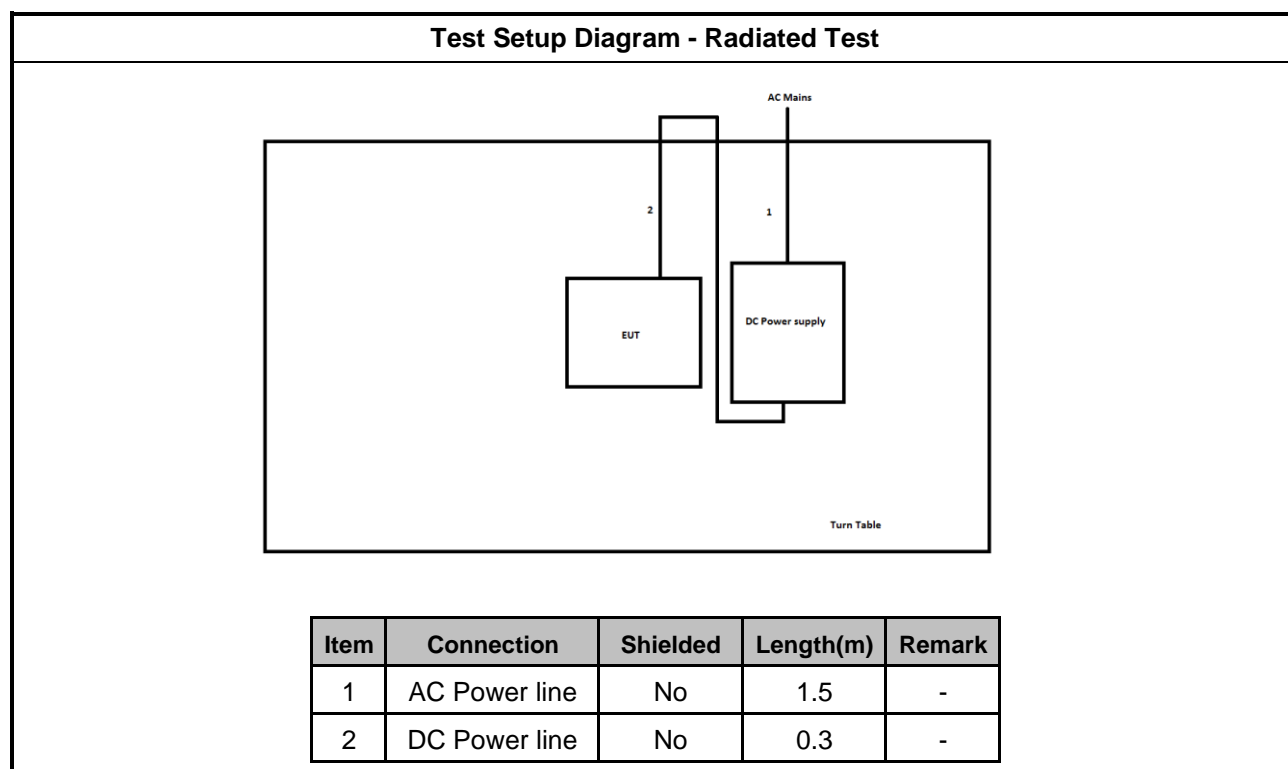 Test Setup Diagram - Radiated Test
AC Mains
2
1
EUT
DC Power supply
Turn Table
Item Connection Shielded Length(m) Remark
1 AC Power line No 1.5 -
2 DC Power line No 0.3 -